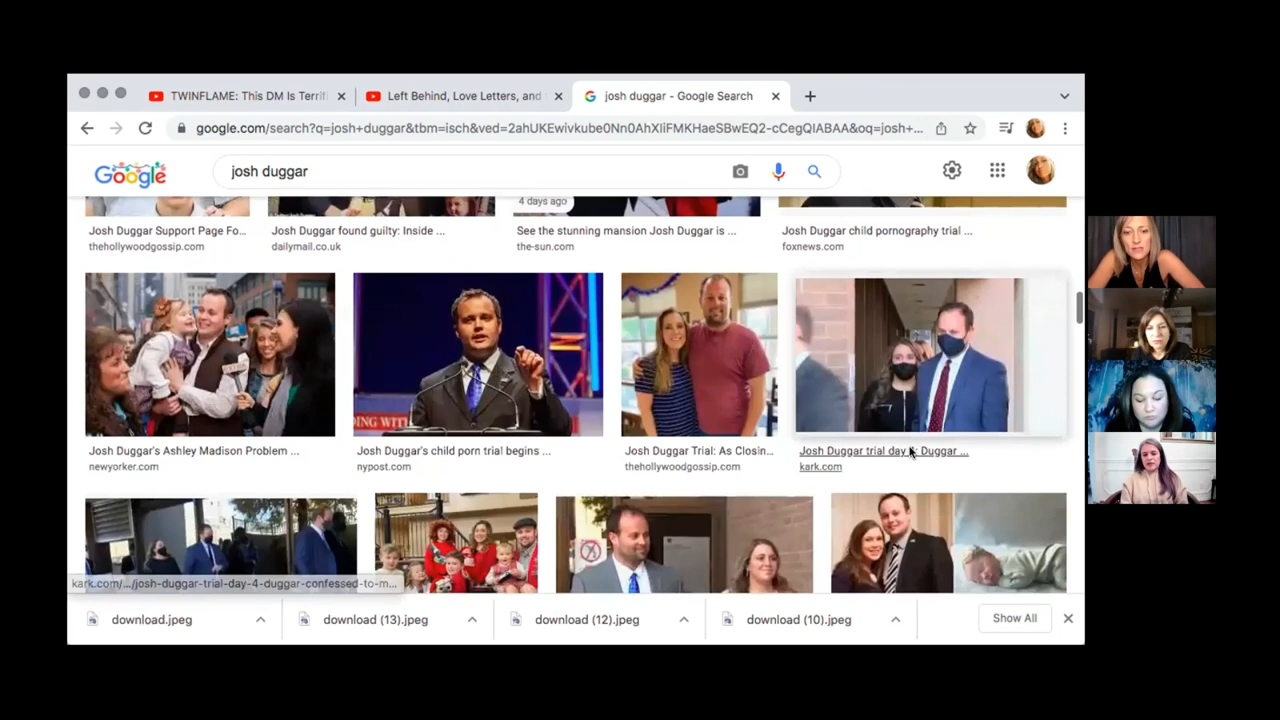 TWINFLAME: This DM Is Terrifi
Left Behind, Love Letters, and
josh duggar - Google Search
google.com/search?q=josh+duggar&tbm=isch&ved=2ahUKEwivkube0Nn0AhXIiFMKHaeSBwEQ2-cCegQIABAA&oq=josh+...
Google
josh duggar
4 days ago
Josh Duggar Support Page Fo...
thehollywoodgossip.com
Josh Duggar found guilty: Inside ...
dailymail.co.uk
See the stunning mansion Josh Duggar is ...
the-sun.com
Josh Duggar child pornography trial ...
foxnews.com
DING WIT
Josh Duggar's Ashley Madison Problem ...
newyorker.com
Josh Duggar's child porn trial begins ...
nypost.com
Josh Duggar Trial: As Closin...
thehollywoodgossip.com
Josh Duggar trial day Duggar ...
kark.com
kark.com/.../josh-duggar-trial-day-4-duggar-confessed-to-m...
download.jpeg
download (13).jpeg
download (12).jpeg
download (10).jpeg
Show All